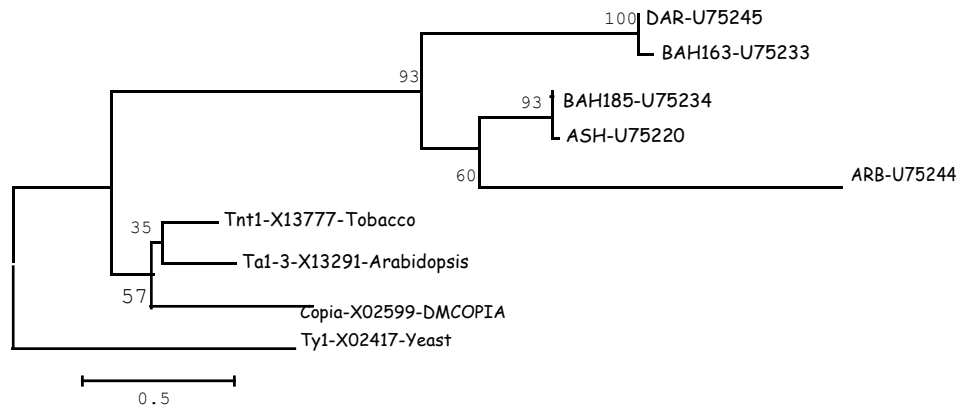 100 DAR-U75245
BAH163-U75233
93
93 BAH185-U75234
ASH-U75220
60 ARB-U75244
35 Tnt1-X13777-Tobacco
Ta1-3-X13291-Arabidopsis
57
Copia-X02599-DMCOPIA
Ty1-X02417-Yeast
0.5